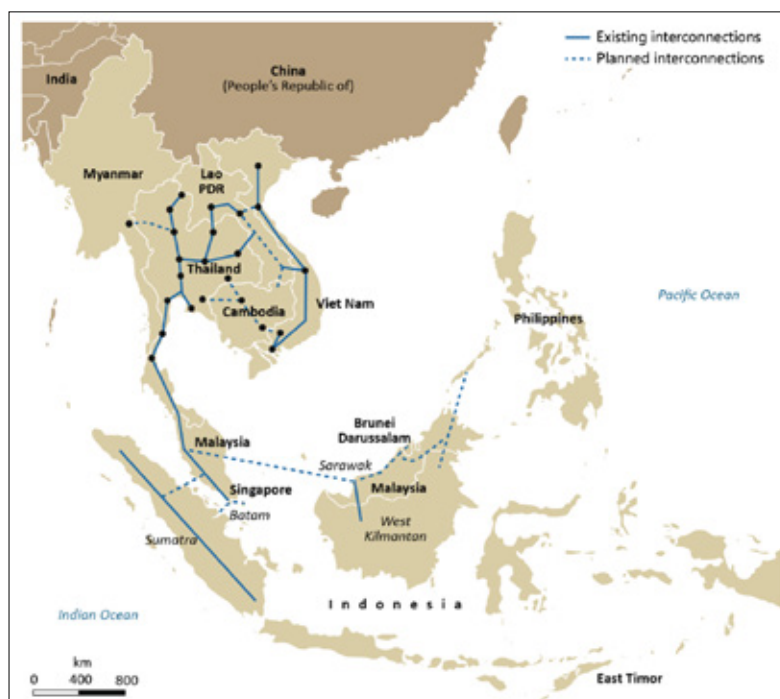 Existing interconnections
Planned interconnections
China
(People's Republic of)
India
Myanmar
Lao
PDR
Thailand
Cambodia
Viet Nam
Philippines
Pacific Ocean
Brunei
Darussalam
Malaysia
Sarawak
Malaysia
Singapore
Batam
West
Kilmantan
Sumatra
Indonesia
Indian Ocean
km
0 400 800
East Timor